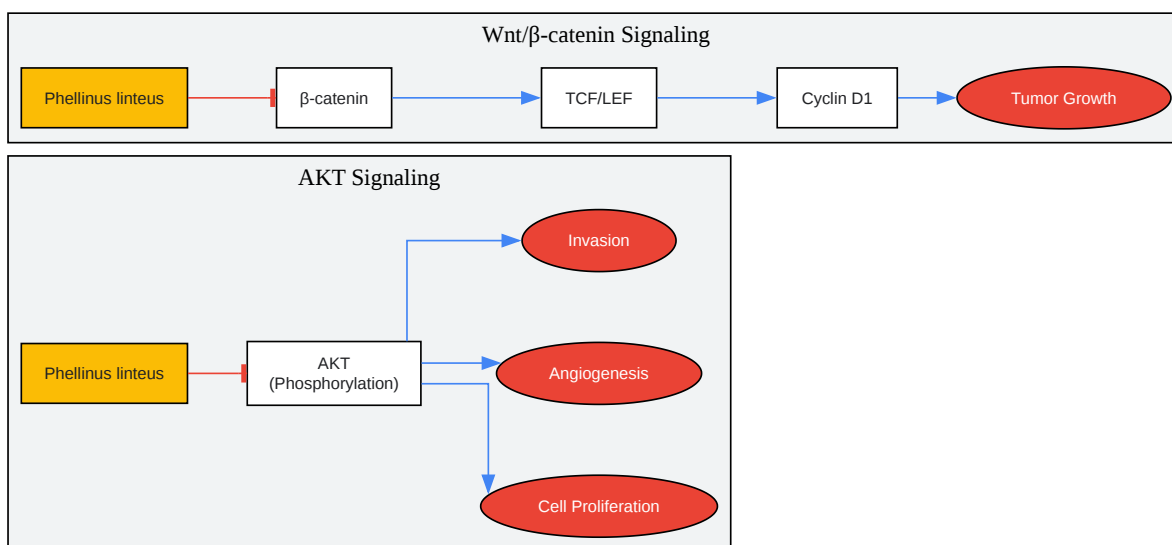 Wnt/β-catenin Signaling
Phellinus linteus
β-catenin
TCF/LEF
Cyclin D1
Tumor Growth
AKT Signaling
Invasion
Phellinus linteus
AKT
(Phosphorylation)
Angiogenesis
Cell Proliferation